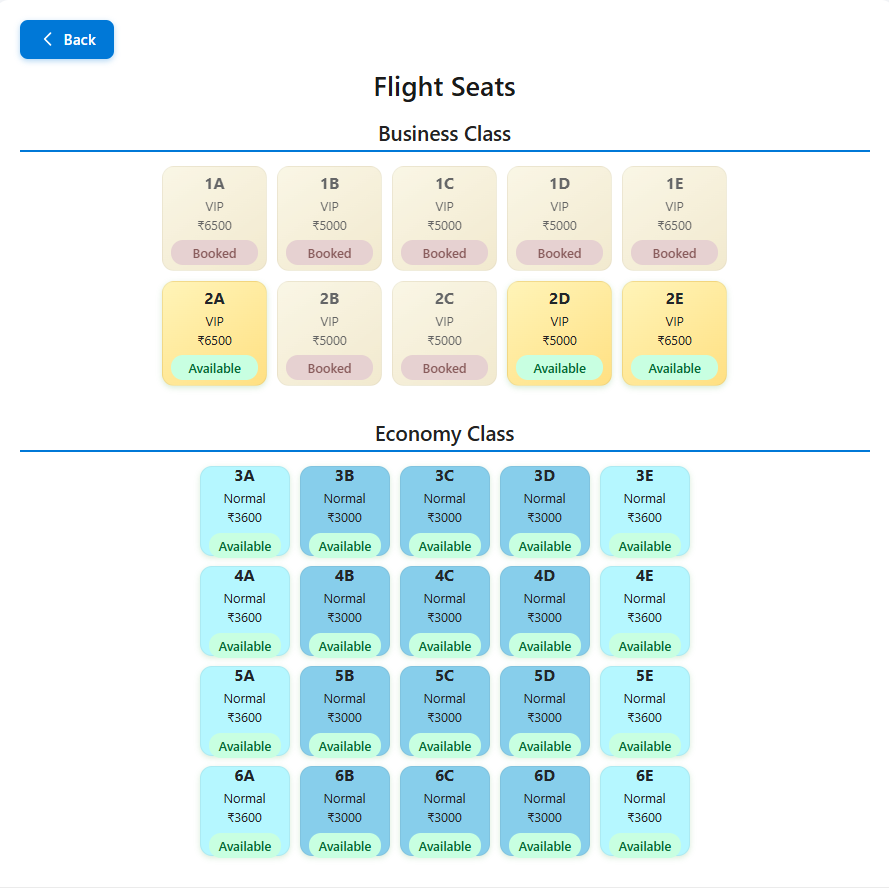 Back
Flight Seats
Business Class
1A 1B 1C 1D 1E
VIP VIP VIP VIP VIP
₹6500 ₹5000 ₹5000 ₹5000 ₹6500
Booked Booked Booked Booked Booked
2A 2B 2C 2D 2E
VIP VIP VIP VIP VIP
₹6500 ₹5000 ₹5000 ₹5000 ₹6500
Available Booked Booked Available Available
Economy Class
3A 3B 3C 3D 3E
Normal Normal Normal Normal Normal
₹3600 ₹3000 ₹3000 ₹3000 ₹3600
Available Available Available Available Available
4A 4B 4C 4D 4E
Normal Normal Normal Normal Normal
₹3600 ₹3000 ₹3000 ₹3000 ₹3600
Available Available Available Available Available
5A 5B 5C 5D 5E
Normal Normal Normal Normal Normal
₹3600 ₹3000 ₹3000 ₹3000 ₹3600
Available Available Available Available Available
6A 6B 6C 6D 6E
Normal Normal Normal Normal Normal
₹3600 ₹3000 ₹3000 ₹3000 ₹3600
Available Available Available Available Available